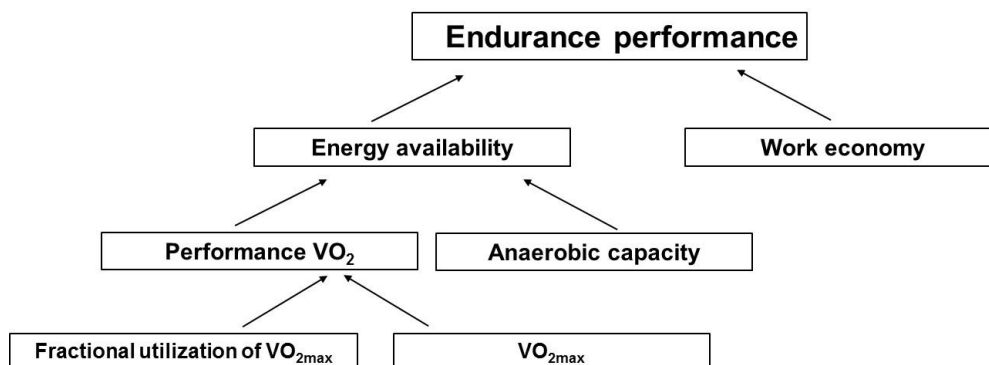 Endurance performance
Energy availability
Work economy
Performance VO₂
Anaerobic capacity
Fractional utilization of VO₂max
VO₂max